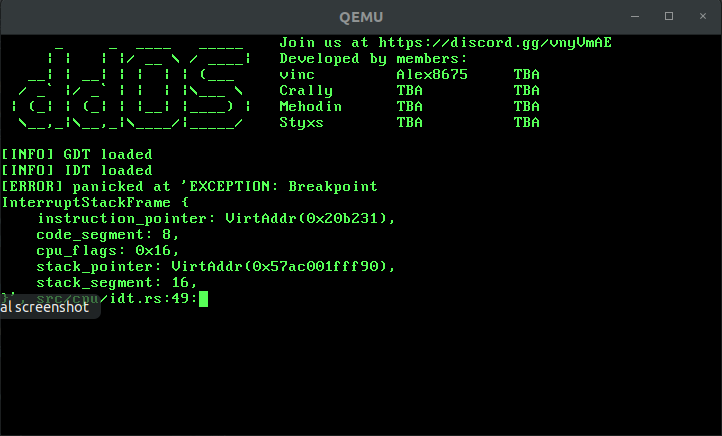 QEMU
ddOS
Join us at https://discord.gg/vnyVmAE
Developed by members:
vinc Alex8675 TBA
Crally TBA TBA
Mehodin TBA TBA
Styxs TBA TBA
[INFO] GDT loaded
[INFO] IDT loaded
[ERROR] panicked at 'EXCEPTION: Breakpoint
InterruptStackFrame {
instruction_pointer: VirtAddr(0x20b231),
code_segment: 8,
cpu_flags: 0x16,
stack_pointer: VirtAddr(0x57ac001fff90),
stack_segment: 16,
}', src/cpu/idt.rs:49:
al screenshot